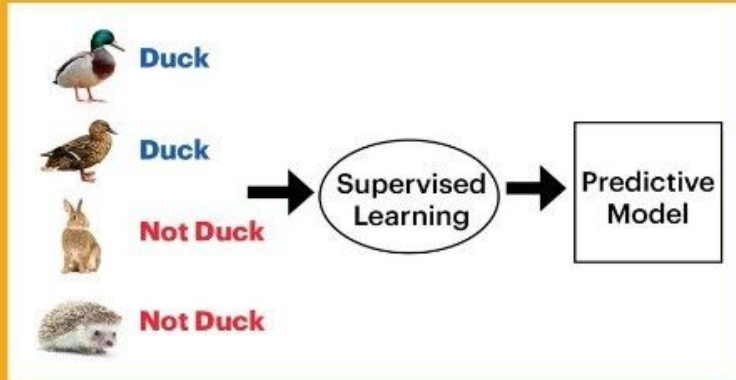 Duck
Duck
Not Duck
Not Duck
Supervised
Learning
Predictive
Model